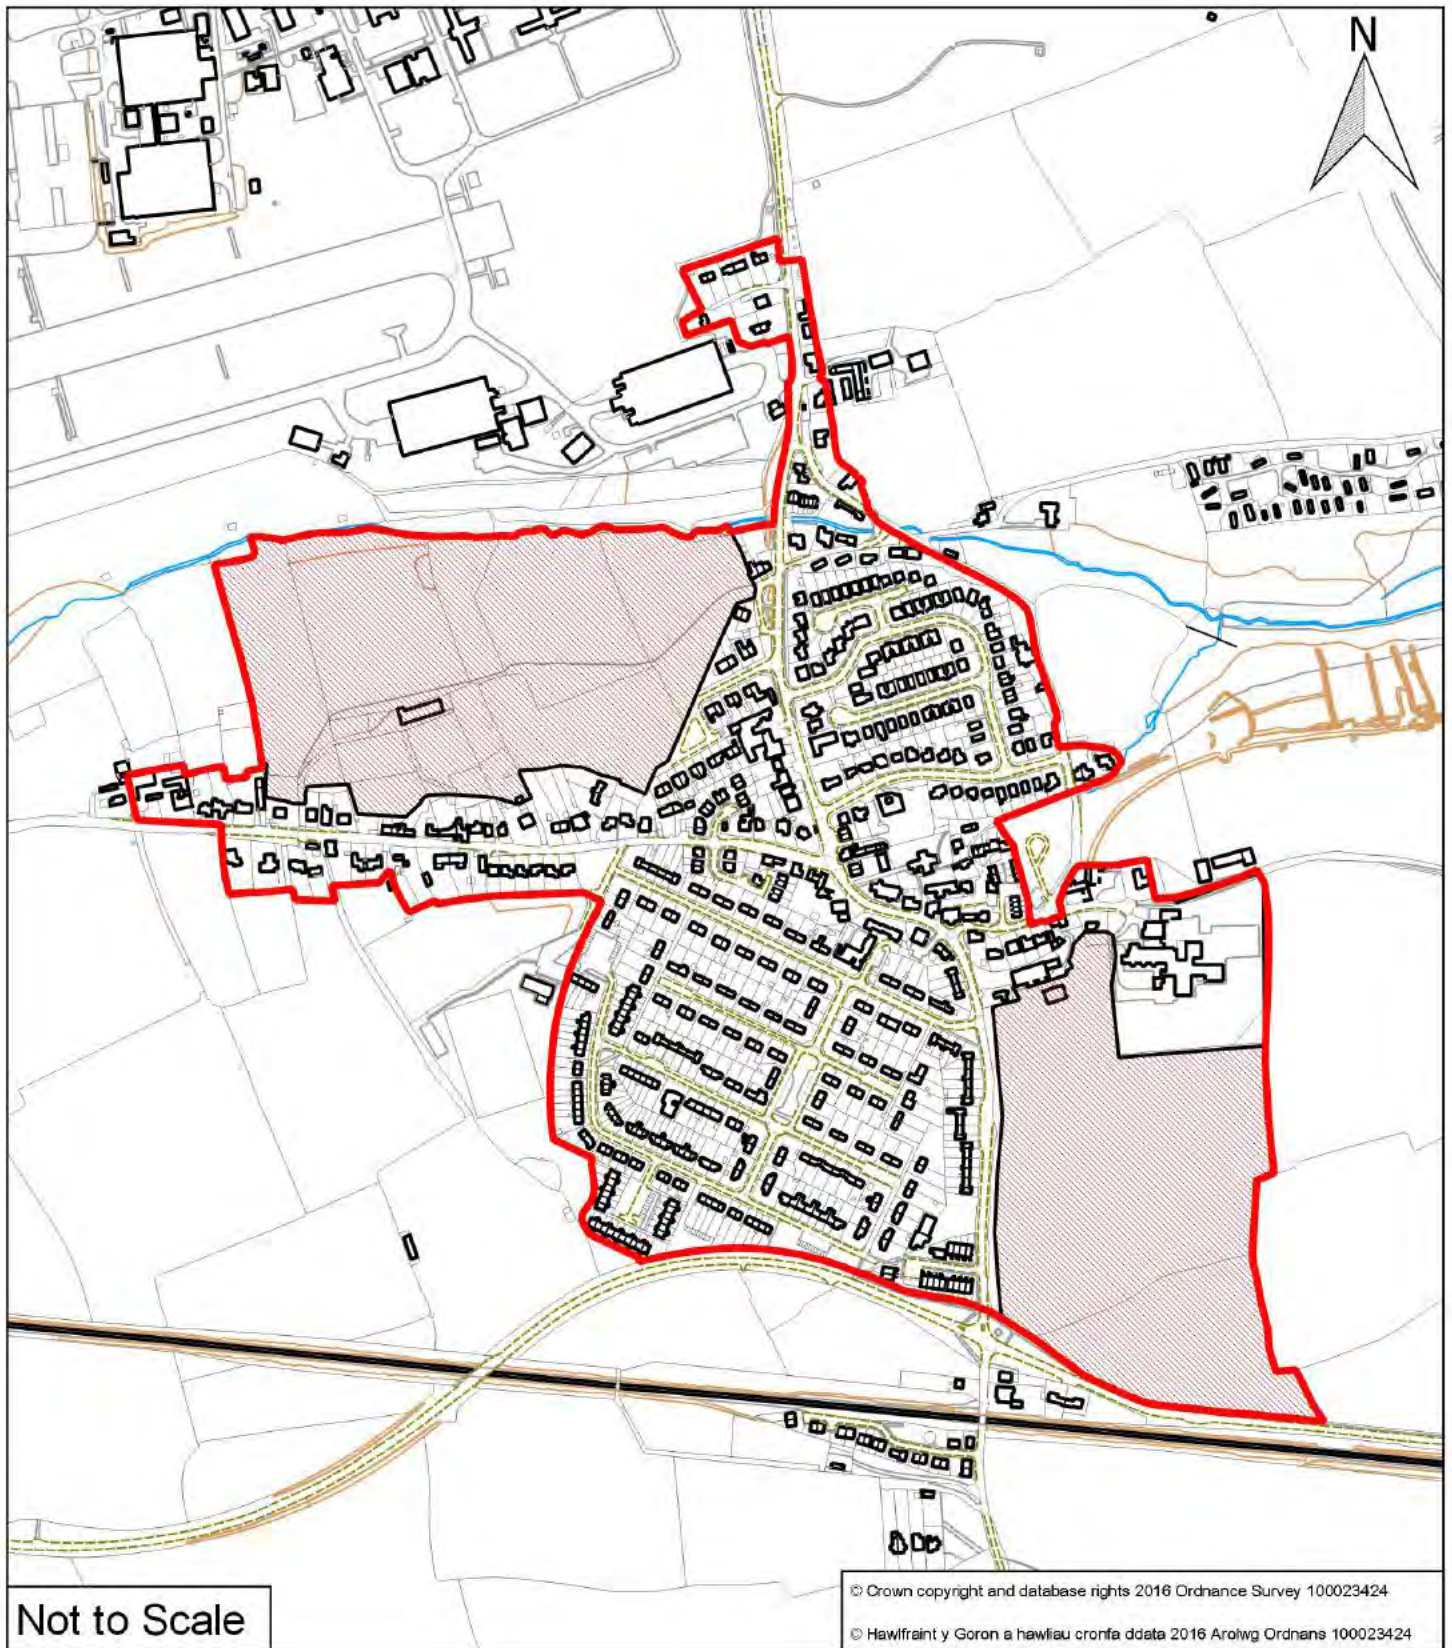 N
Not to Scale
© Crown copyright and database rights 2016 Ordnance Survey 100023424
© Hawlfraint y Goron a hawliau cronfa ddata 2016 Arolwg Ordnans 100023424